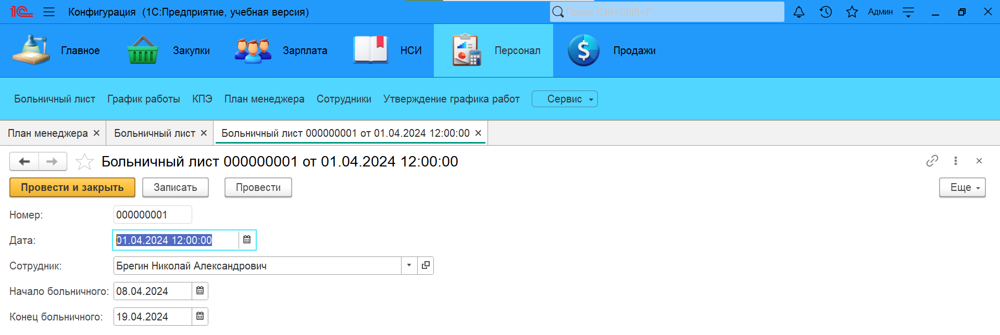 1С Конфигурация (1С:Предприятие, учебная версия) Поиск Ctrl+Shift+F Админ
Главное Закупки Зарплата НСИ Персонал Продажи
Больничный лист График работы КПЭ План менеджера Сотрудники Утверждение графика работ Сервис
План менеджера × Больничный лист × Больничный лист 000000001 от 01.04.2024 12:00:00 ×
Больничный лист 000000001 от 01.04.2024 12:00:00
Провести и закрыть Записать Провести Еще
Номер: 000000001
Дата: 01.04.2024 12:00:00
Сотрудник: Брегин Николай Александрович
Начало больничного: 08.04.2024
Конец больничного: 19.04.2024